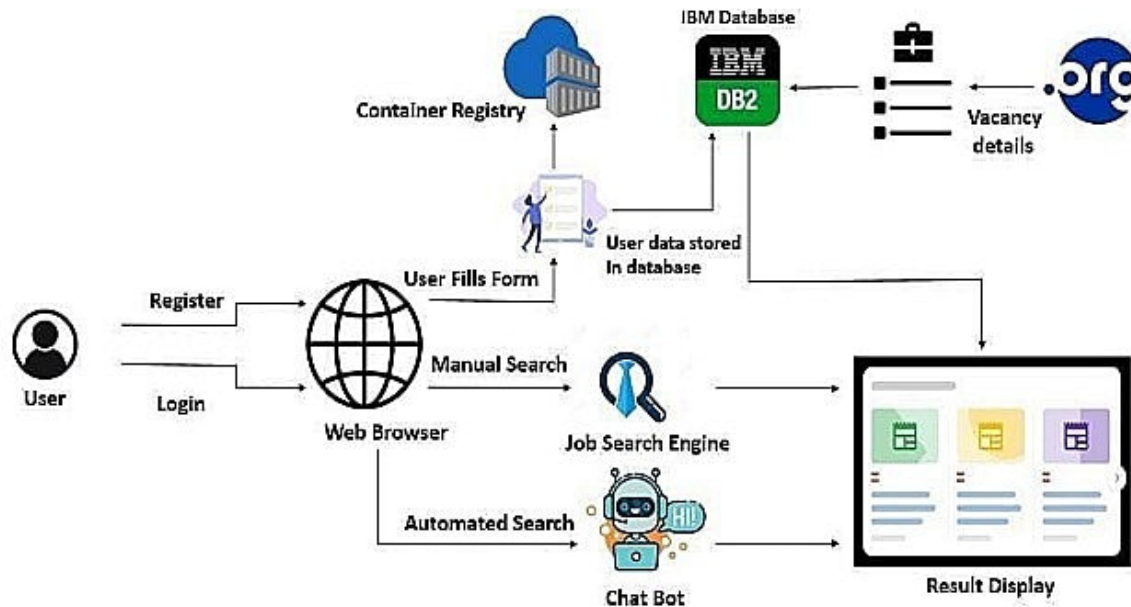 IBM Database
IBM
DB2
.org
Container Registry
Vacancy
details
User data stored
In database
User Fills Form
Register
Manual Search
User
Login
Web Browser
Job Search Engine
HI!
Automated Search
Chat Bot
Result Display